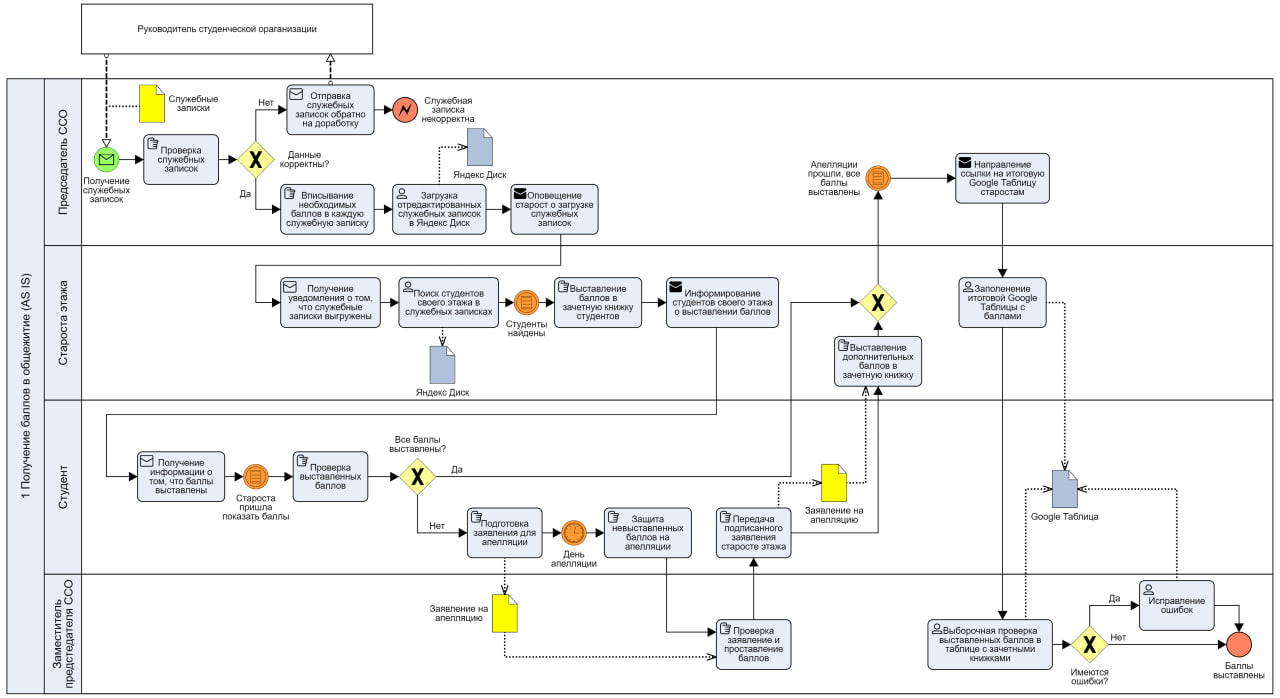 Руководитель студенческой ораганизации
1 Получение баллов в общежитие (AS IS)
Председатель ССО
Служебные
записки
Получение
служебных
записок
Проверка
служебных
записок
Данные
корректны?
Нет
Да
Отправка
служебных
записок обратно
на доработку
Служебная
записка
некорректна
Вписывание
необходимых
баллов в каждую
служебную записку
Загрузка
отредактированных
служебных записок
в Яндекс Диск
Яндекс Диск
Оповещение
старост о загрузке
служебных
записок
Апелляции
прошли, все
баллы
выставлены
Направление
ссылки на итоговую
Google Таблицу
старостам
Староста этажа
Получение
уведомления о том,
что служебные
записки выгружены
Поиск студентов
своего этажа в
служебных записках
Яндекс Диск
Студенты
найдены
Выставление
баллов в
зачетную книжку
студентов
Информирование
студентов своего этажа
о выставлении баллов
Выставление
дополнительных
баллов в
зачетную книжку
Заполенение
итоговой Google
Таблицы с
баллами
Студент
Получение
информации о
том, что баллы
выставлены
Староста
пришла
показать баллы
Проверка
выставленных
баллов
Все баллы
выставлены?
Да
Нет
Подготовка
заявления для
апелляции
День
апелляции
Защита
невыставленных
баллов на
апелляции
Передача
подписанного
заявления
старосте этажа
Заявление на
апелляцию
Google Таблица
Заместитель
предстедателя ССО
Заявление на
апелляцию
Проверка
заявление и
проставление
баллов
Выборочная проверка
выставленных баллов в
таблице с зачетными
книжками
Имеются
ошибки?
Да
Нет
Исправление
ошибок
Баллы
выставлены